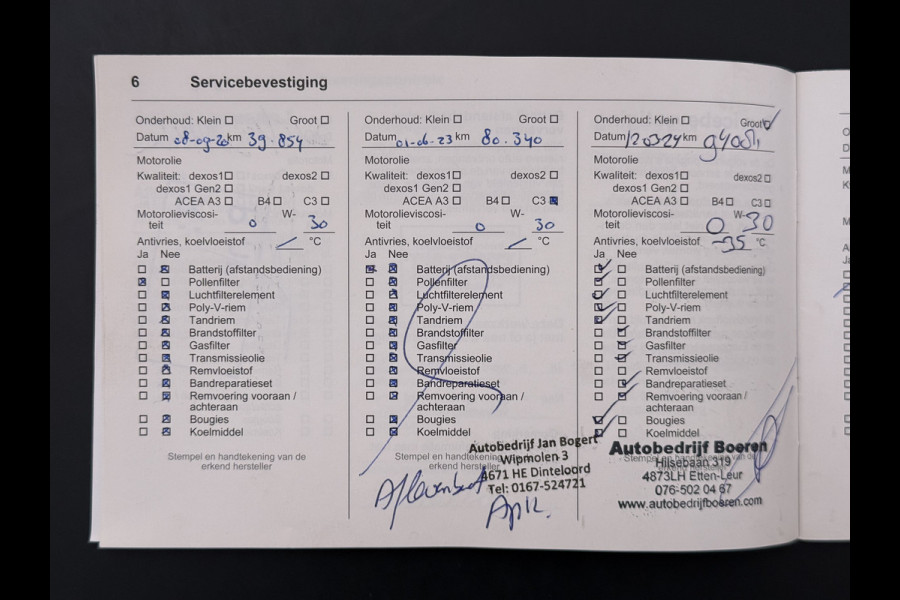 6 Servicebevestiging
Onderhoud: Klein Groot
Datum 08-09-20 km 39.854
Motorolie
Kwaliteit: dexos1 dexos2
dexos1 Gen2
ACEA A3 B4 C3
Motorolieviscosi- W-
teit 0 30
Antivries, koelvloeistof °C
Ja Nee
Batterij (afstandsbediening)
Pollenfilter
Luchtfilterelement
Poly-V-riem
Tandriem
Brandstoffilter
Gasfilter
Transmissieolie
Remvloeistof
Bandreparatieset
Remvoering vooraan /
achteraan
Bougies
Koelmiddel
Stempel en handtekening van de
erkend hersteller
Onderhoud: Klein Groot
Datum 01-06-23 km 80.340
Motorolie
Kwaliteit: dexos1 dexos2
dexos1 Gen2
ACEA A3 B4 C3
Motorolieviscosi- W-
teit 0 30
Antivries, koelvloeistof °C
Ja Nee
Batterij (afstandsbediening)
Pollenfilter
Luchtfilterelement
Poly-V-riem
Tandriem
Brandstoffilter
Gasfilter
Transmissieolie
Remvloeistof
Bandreparatieset
Remvoering vooraan /
achteraan
Bougies
Koelmiddel
Stempel en handtekening van de
erkend hersteller
Autobedrijf Jan Bogert
Wipmolen 3
4671 HE Dinteloord
Tel: 0167-524721
Onderhoud: Klein Groot
Datum 120324 km
Motorolie
Kwaliteit: dexos1 dexos2
dexos1 Gen2
ACEA A3 B4 C3
Motorolieviscosi- W-
teit 0 30
Antivries, koelvloeistof -35 °C
Ja Nee
Batterij (afstandsbediening)
Pollenfilter
Luchtfilterelement
Poly-V-riem
Tandriem
Brandstoffilter
Gasfilter
Transmissieolie
Remvloeistof
Bandreparatieset
Remvoering vooraan /
achteraan
Bougies
Koelmiddel
Autobedrijf Boeren
Hilsebaan 319
4873LH Etten-Leur
076-502 04 67
www.autobedrijfboeren.com